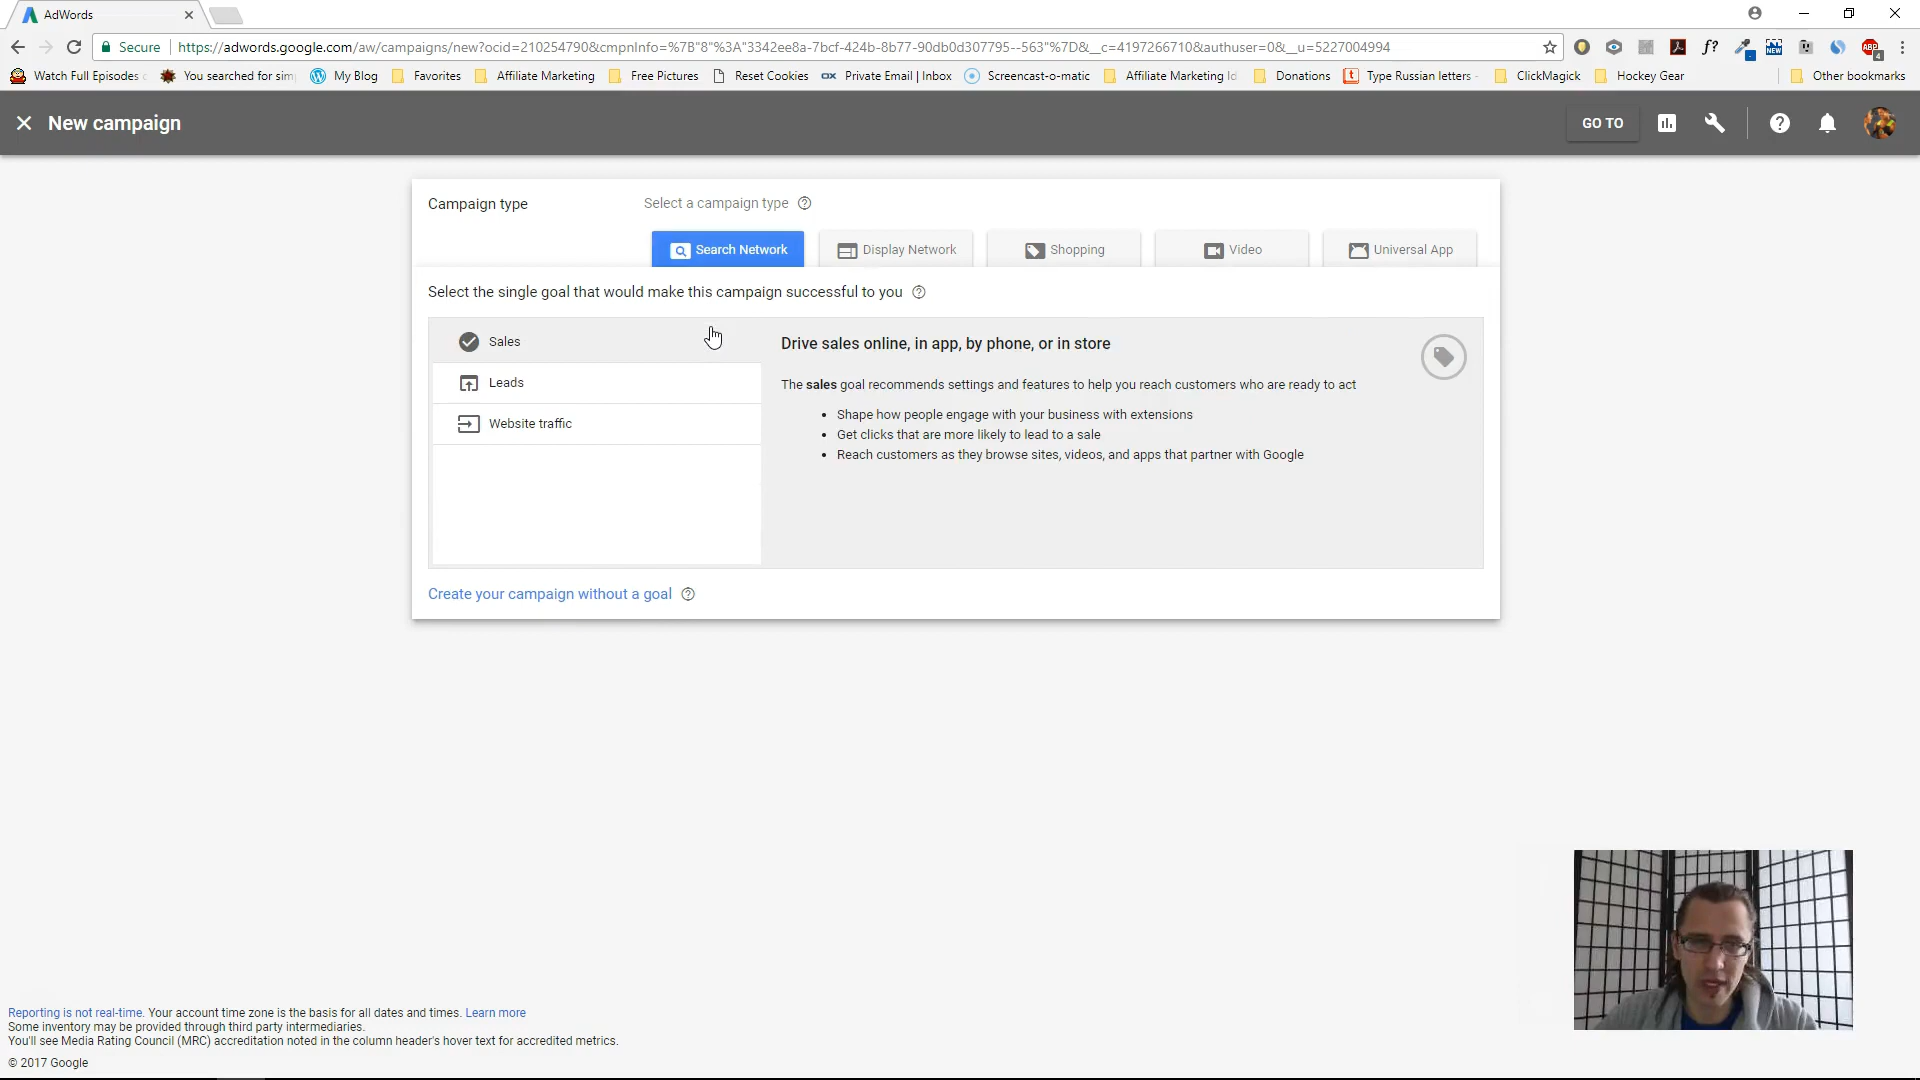 AdWords
Secure https://adwords.google.com/aw/campaigns/new?ocid=210254790&cmpnInfo=%7B"8"%3A"3342ee8a-7bcf-424b-8b77-90db0d307795--563"%7D&__c=4197266710&authuser=0&__u=5227004994
Watch Full Episodes You searched for sim My Blog Favorites Affiliate Marketing Free Pictures Reset Cookies Private Email | Inbox Screencast-o-matic Affiliate Marketing Id Donations Type Russian letters - ClickMagick Hockey Gear Other bookmarks
New campaign
GO TO
Campaign type Select a campaign type
Search Network Display Network Shopping Video Universal App
Select the single goal that would make this campaign successful to you
Sales
Leads
Website traffic
Drive sales online, in app, by phone, or in store
The sales goal recommends settings and features to help you reach customers who are ready to act
• Shape how people engage with your business with extensions
• Get clicks that are more likely to lead to a sale
• Reach customers as they browse sites, videos, and apps that partner with Google
Create your campaign without a goal
Reporting is not real-time. Your account time zone is the basis for all dates and times. Learn more
Some inventory may be provided through third party intermediaries.
You'll see Media Rating Council (MRC) accreditation noted in the column header's hover text for accredited metrics.
© 2017 Google